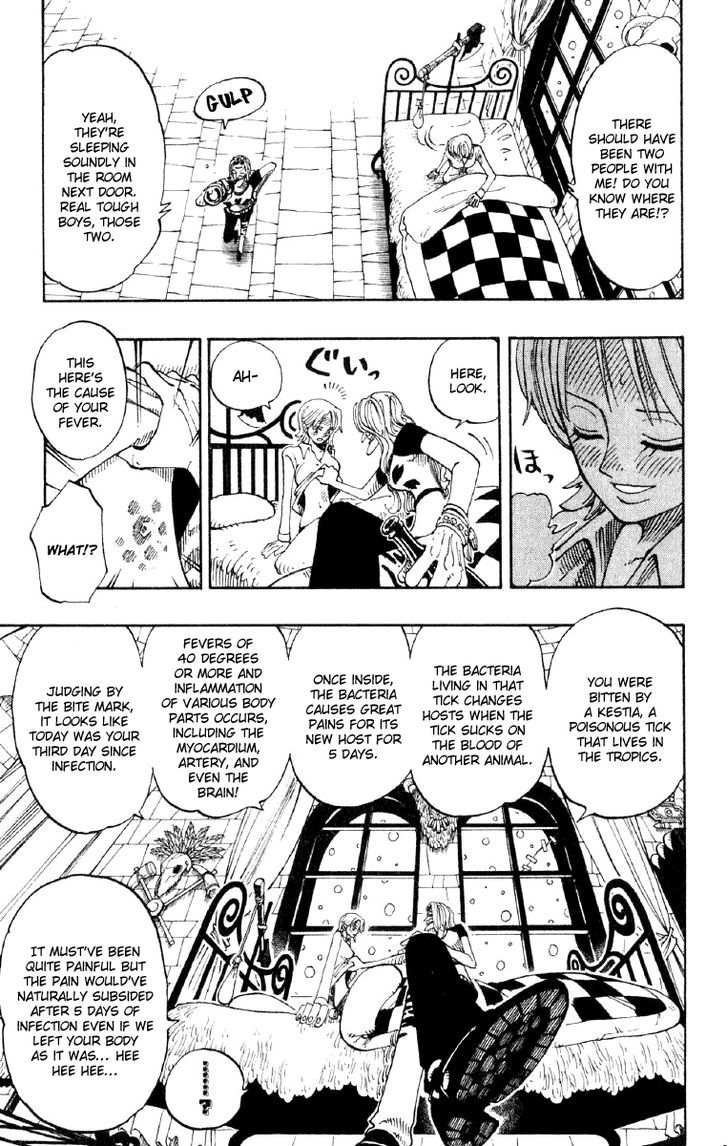 THERE
SHOULD HAVE
BEEN TWO
PEOPLE WITH
ME! DO YOU
KNOW WHERE
THEY ARE!?
GULP
YEAH,
THEY'RE
SLEEPING
SOUNDLY IN
THE ROOM
NEXT DOOR.
REAL TOUGH
BOYS, THOSE
TWO.
ほっ
HERE,
LOOK.
ぐいっ
AH-
THIS
HERE'S
THE CAUSE
OF YOUR
FEVER.
WHAT!?
YOU WERE
BITTEN BY
A KESTIA, A
POISONOUS TICK
THAT LIVES IN
THE TROPICS.
THE BACTERIA
LIVING IN THAT
TICK CHANGES
HOSTS WHEN THE
TICK SUCKS ON
THE BLOOD OF
ANOTHER ANIMAL.
ONCE INSIDE,
THE BACTERIA
CAUSES GREAT
PAINS FOR ITS
NEW HOST FOR
5 DAYS.
FEVERS OF
40 DEGREES
OR MORE AND
INFLAMMATION
OF VARIOUS BODY
PARTS OCCURS,
INCLUDING THE
MYOCARDIUM,
ARTERY, AND
EVEN THE
BRAIN!
JUDGING BY
THE BITE MARK,
IT LOOKS LIKE
TODAY WAS YOUR
THIRD DAY SINCE
INFECTION.
IT MUST'VE BEEN
QUITE PAINFUL BUT
THE PAIN WOULD'VE
NATURALLY SUBSIDED
AFTER 5 DAYS OF
INFECTION EVEN IF WE
LEFT YOUR BODY
AS IT WAS... HEE
HEE HEE...
......?